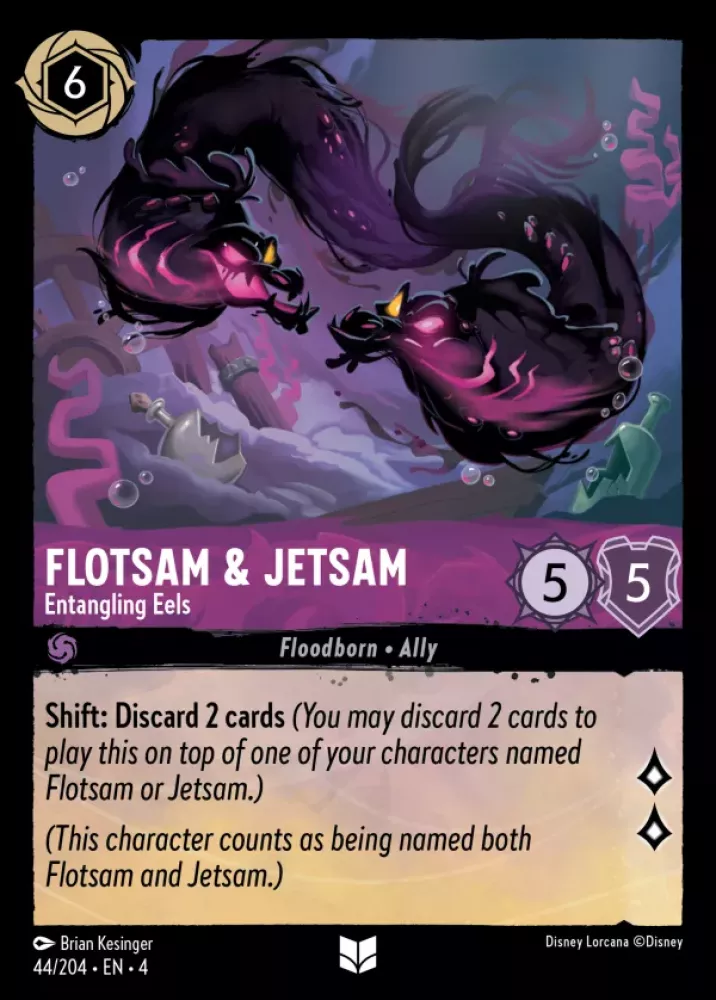 6
FLOTSAM & JETSAM
Entangling Eels
5
5
Floodborn • Ally
Shift: Discard 2 cards (You may discard 2 cards to
play this on top of one of your characters named
Flotsam or Jetsam.)
(This character counts as being named both
Flotsam and Jetsam.)
Brian Kesinger
Disney Lorcana ©Disney
44/204 • EN • 4